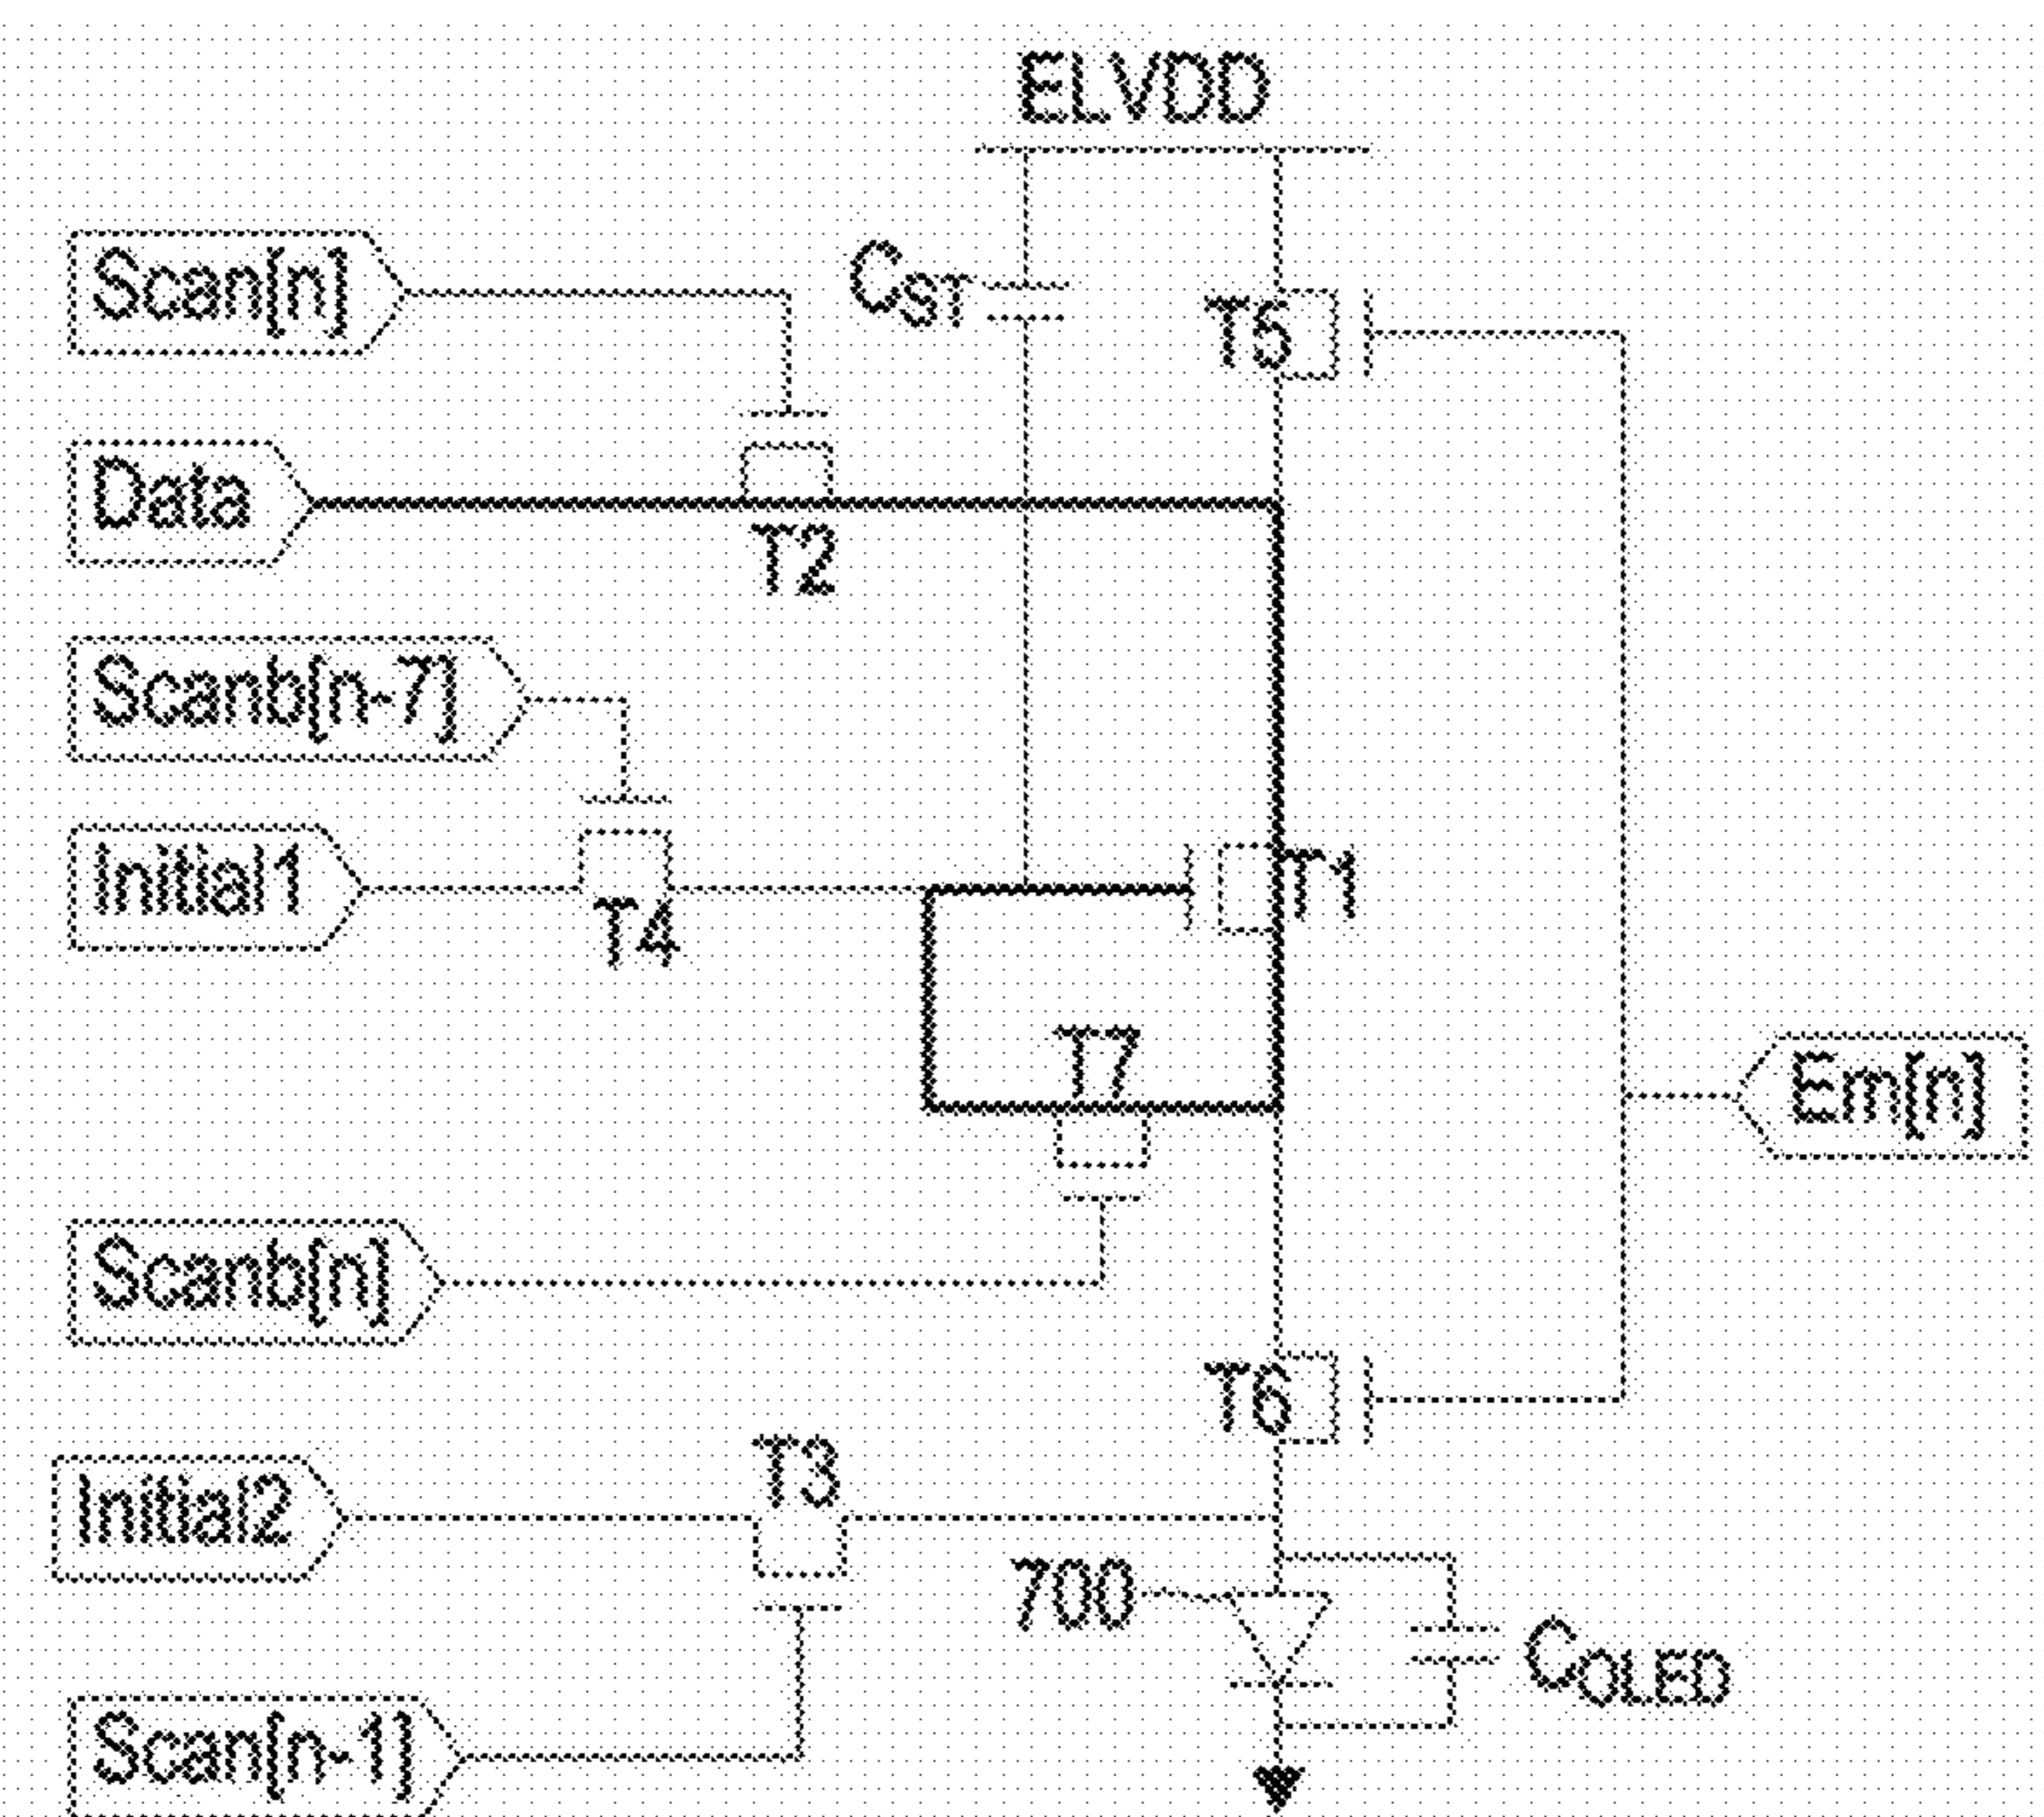 ELVDD
Scan[n]
CST
T5
Data
T2
Scanb[n-7]
Initial1
T4
T1
T7
Em[n]
Scanb[n]
T6
Initial2
T3
700
COLED
Scan[n-1]